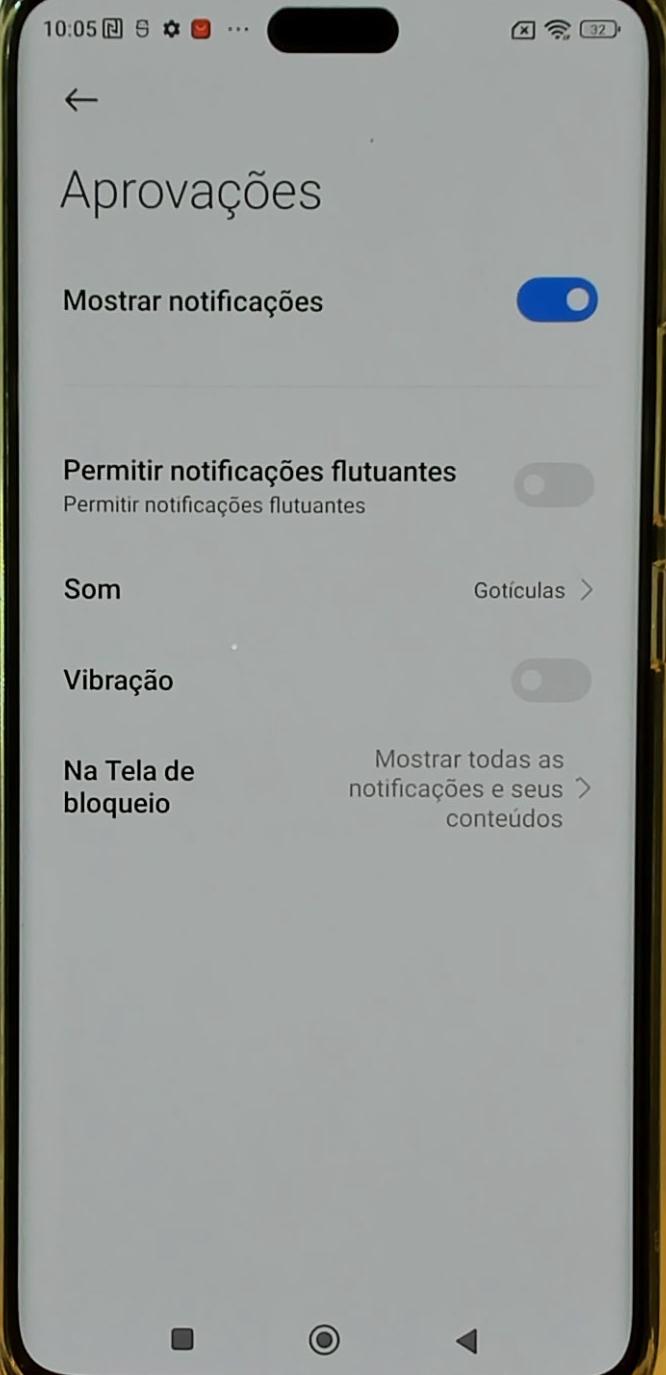 10:05
32
Aprovações
Mostrar notificações
Permitir notificações flutuantes
Permitir notificações flutuantes
Som
Gotículas
Vibração
Na Tela de
bloqueio
Mostrar todas as
notificações e seus
conteúdos